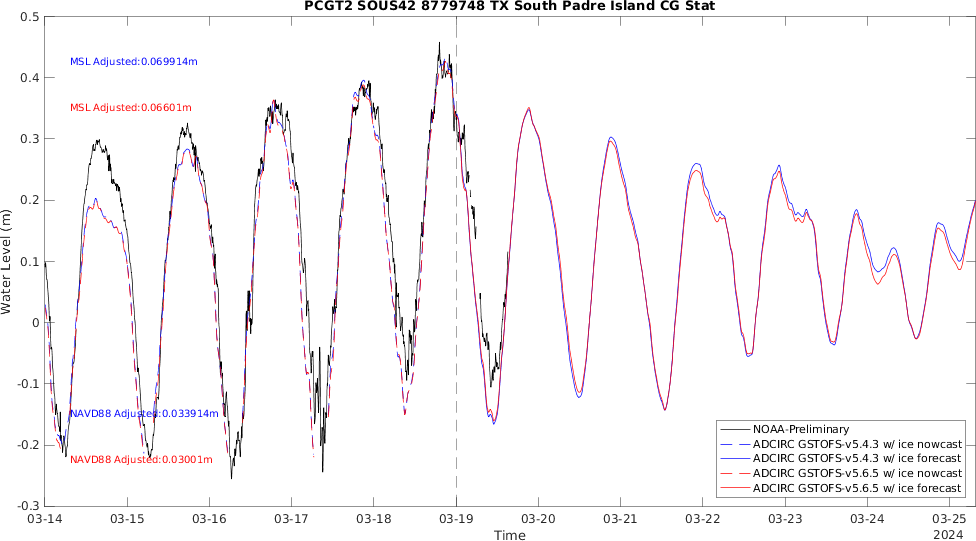 PCGT2 SOUS42 8779748 TX South Padre Island CG Stat
0.5
0.4
0.3
0.2
0.1
0
-0.1
-0.2
-0.3
Water Level (m)
MSL Adjusted:0.069914m
MSL Adjusted:0.06601m
NAVD88 Adjusted:0.033914m
NAVD88 Adjusted:0.03001m
NOAA-Preliminary
ADCIRC GSTOFS-v5.4.3 w/ ice nowcast
ADCIRC GSTOFS-v5.4.3 w/ ice forecast
ADCIRC GSTOFS-v5.6.5 w/ ice nowcast
ADCIRC GSTOFS-v5.6.5 w/ ice forecast
03-14 03-15 03-16 03-17 03-18 03-19 03-20 03-21 03-22 03-23 03-24 03-25
Time
2024